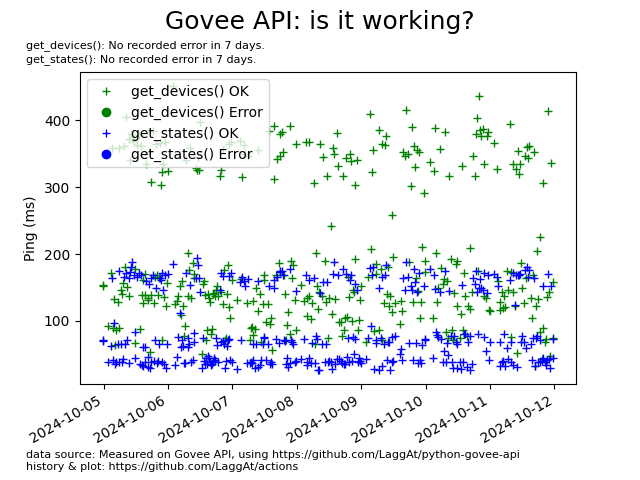 Govee API: is it working?
get_devices(): No recorded error in 7 days.
get_states(): No recorded error in 7 days.
get_devices() OK
get_devices() Error
get_states() OK
get_states() Error
Ping (ms)
400
300
200
100
2024-10-05
2024-10-06
2024-10-07
2024-10-08
2024-10-09
2024-10-10
2024-10-11
2024-10-12
data source: Measured on Govee API, using https://github.com/LaggAt/python-govee-api
history & plot: https://github.com/LaggAt/actions